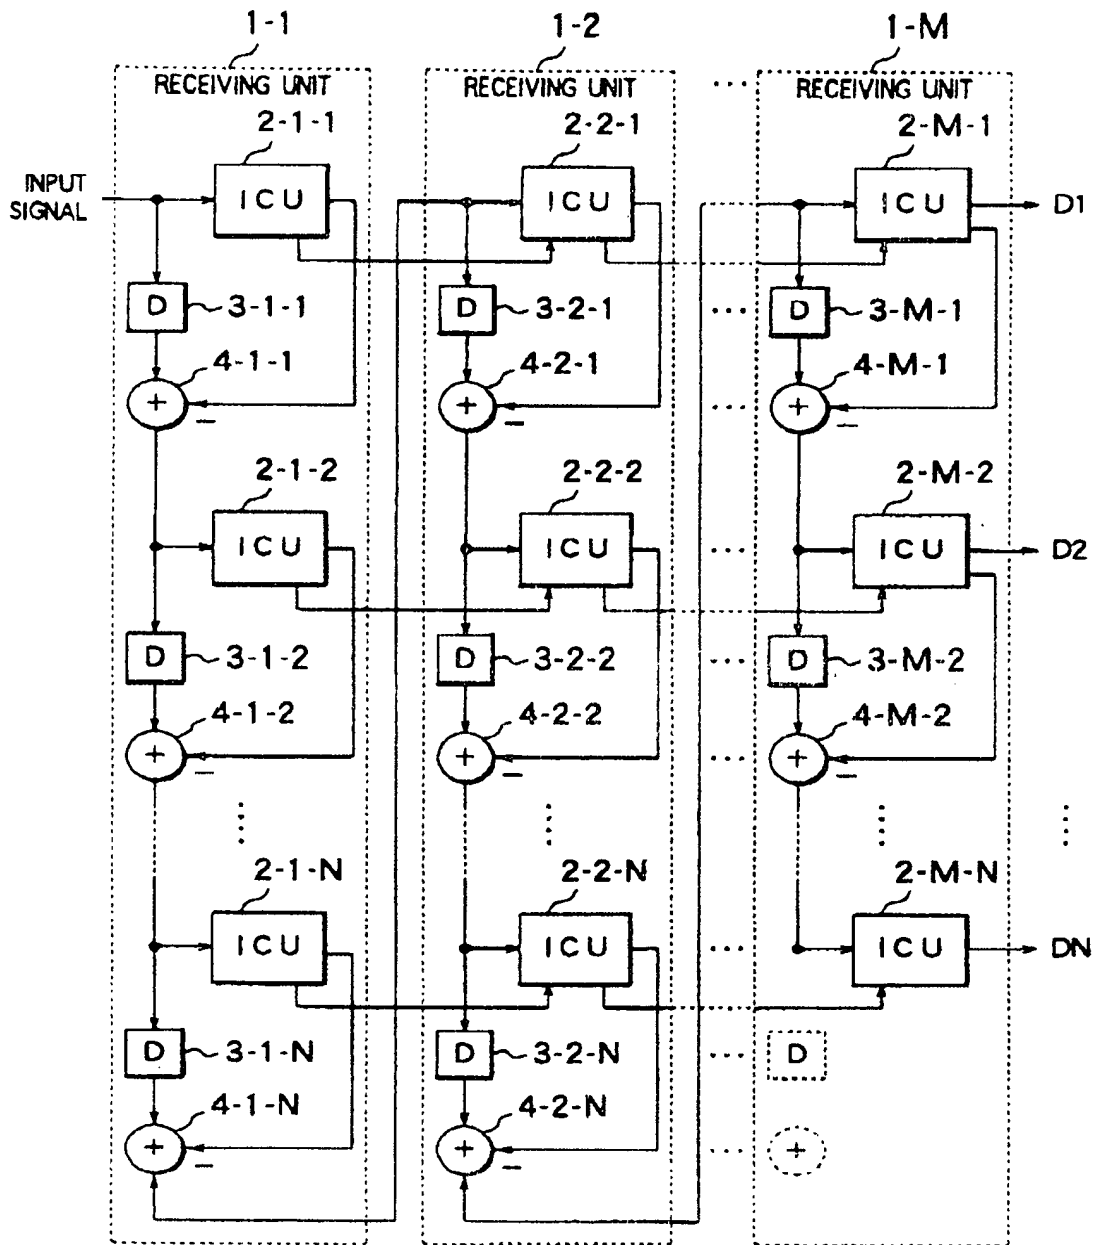 1-1 1-2 1-M
RECEIVING UNIT RECEIVING UNIT ... RECEIVING UNIT
2-1-1 2-2-1 2-M-1
INPUT SIGNAL ICU ICU ICU D1
D 3-1-1 D 3-2-1 ... D 3-M-1
4-1-1 4-2-1 4-M-1
+ − + − ... + −
2-1-2 2-2-2 2-M-2
ICU ICU ... ICU D2
D 3-1-2 D 3-2-2 ... D 3-M-2
4-1-2 4-2-2 4-M-2
+ − + − ... + −
2-1-N 2-2-N 2-M-N
ICU ICU ... ICU DN
D 3-1-N D 3-2-N ... D
4-1-N 4-2-N
+ − + − ... +